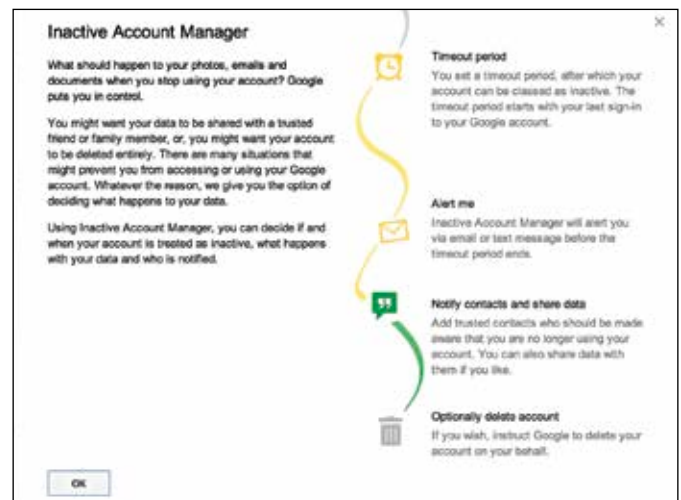 Inactive Account Manager
What should happen to your photos, emails and
documents when you stop using your account? Google
puts you in control.
You might want your data to be shared with a trusted
friend or family member, or, you might want your account
to be deleted entirely. There are many situations that
might prevent you from accessing or using your Google
account. Whatever the reason, we give you the option of
deciding what happens to your data.
Using Inactive Account Manager, you can decide if and
when your account is treated as inactive, what happens
with your data and who is notified.
OK
Timeout period
You set a timeout period, after which your
account can be classed as inactive. The
timeout period starts with your last sign-in
to your Google account.
Alert me
Inactive Account Manager will alert you
via email or text message before the
timeout period ends.
Notify contacts and share data
Add trusted contacts who should be made
aware that you are no longer using your
account. You can also share data with
them if you like.
Optionally delete account
If you wish, instruct Google to delete your
account on your behalf.